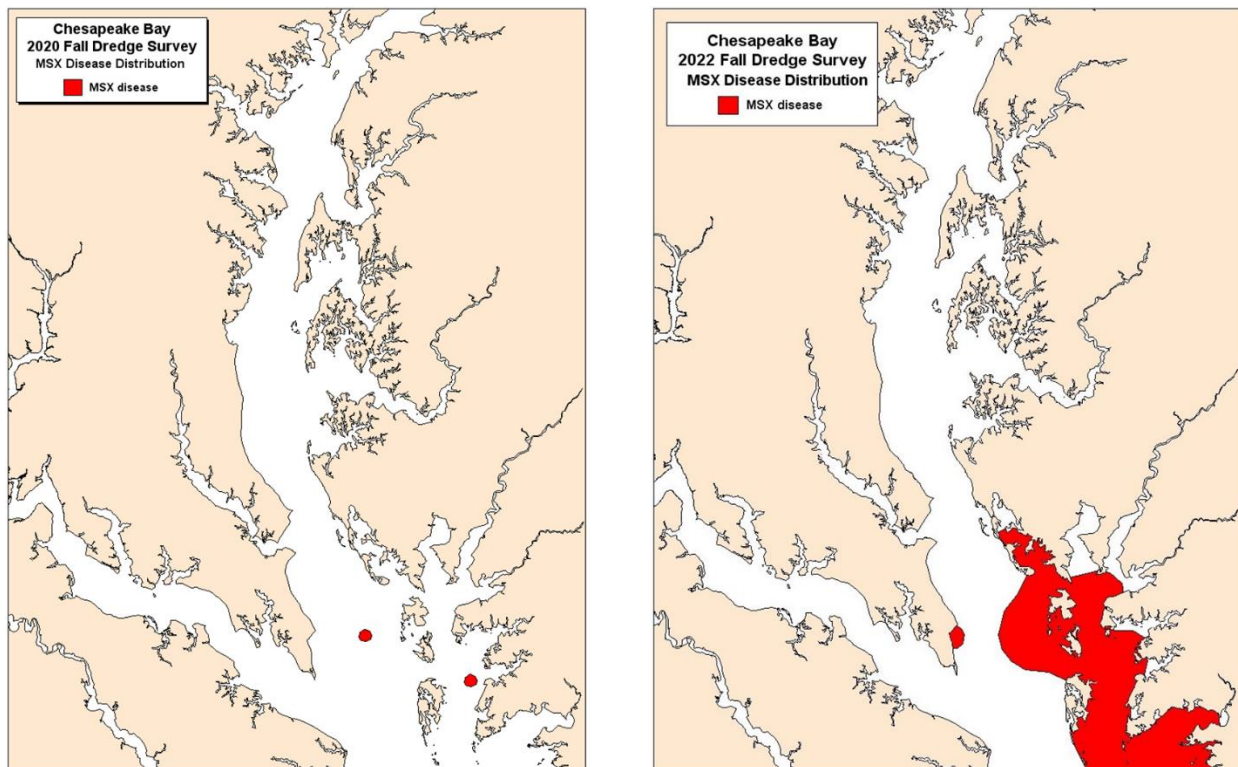 Chesapeake Bay
2020 Fall Dredge Survey
MSX Disease Distribution
MSX disease
Chesapeake Bay
2022 Fall Dredge Survey
MSX Disease Distribution
MSX disease